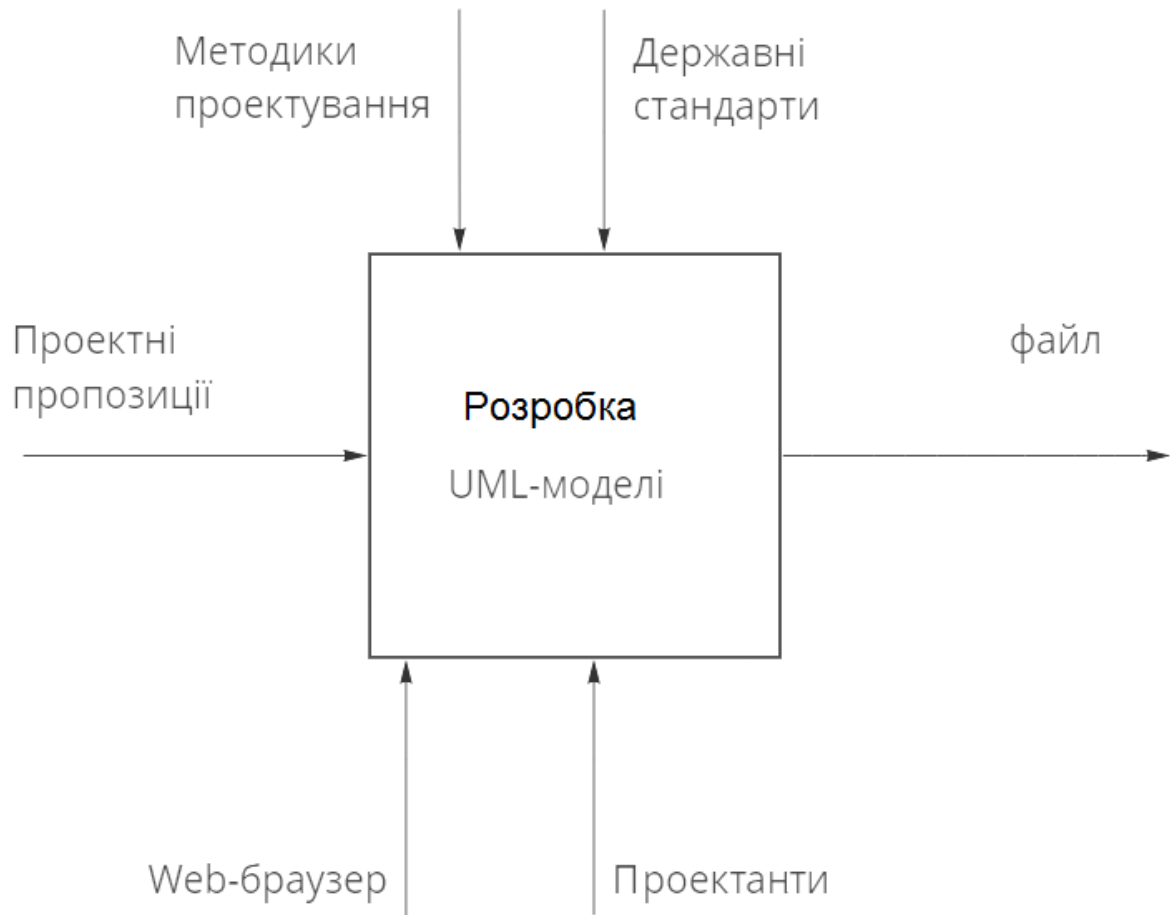 Методики
проектування
Державні
стандарти
Проектні
пропозиції
файл
Розробка
UML-моделі
Web-браузер
Проектанти